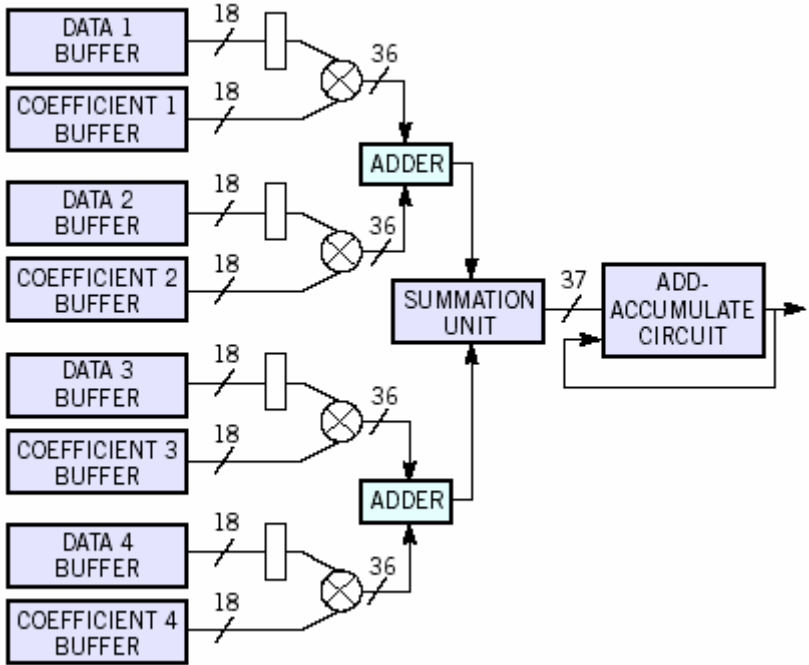 18
DATA 1
BUFFER
36
18
COEFFICIENT 1
BUFFER
ADDER
18
DATA 2
BUFFER
36
18
COEFFICIENT 2
BUFFER
SUMMATION
UNIT
37
ADD-
ACCUMULATE
CIRCUIT
18
DATA 3
BUFFER
36
18
COEFFICIENT 3
BUFFER
ADDER
18
DATA 4
BUFFER
36
18
COEFFICIENT 4
BUFFER